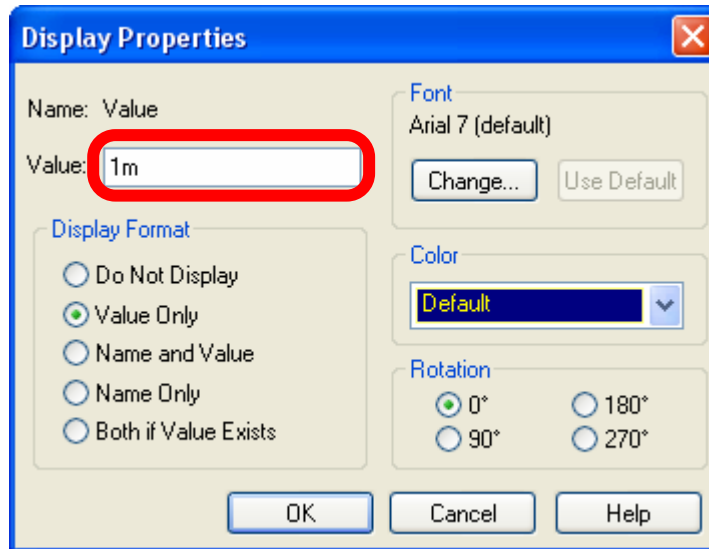 Display Properties
Name: Value
Value: 1m
Display Format
Do Not Display
Value Only
Name and Value
Name Only
Both if Value Exists
Font
Arial 7 (default)
Change... Use Default
Color
Default
Rotation
0° 180°
90° 270°
OK Cancel Help